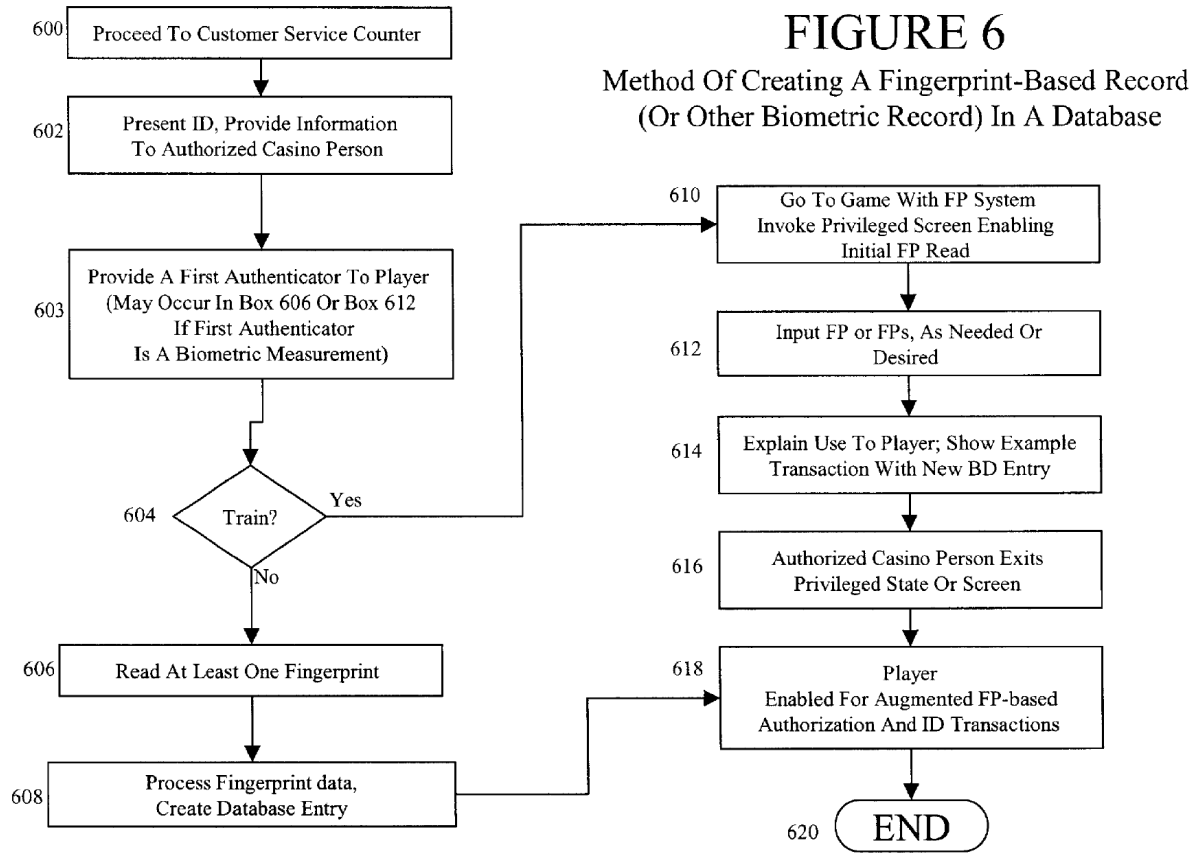 FIGURE 6
Method Of Creating A Fingerprint-Based Record
(Or Other Biometric Record) In A Database
600
Proceed To Customer Service Counter
602
Present ID, Provide Information
To Authorized Casino Person
603
Provide A First Authenticator To Player
(May Occur In Box 606 Or Box 612
If First Authenticator
Is A Biometric Measurement)
604
Train?
Yes
No
606
Read At Least One Fingerprint
608
Process Fingerprint data,
Create Database Entry
610
Go To Game With FP System
Invoke Privileged Screen Enabling
Initial FP Read
612
Input FP or FPs, As Needed Or
Desired
614
Explain Use To Player; Show Example
Transaction With New BD Entry
616
Authorized Casino Person Exits
Privileged State Or Screen
618
Player
Enabled For Augmented FP-based
Authorization And ID Transactions
620
END